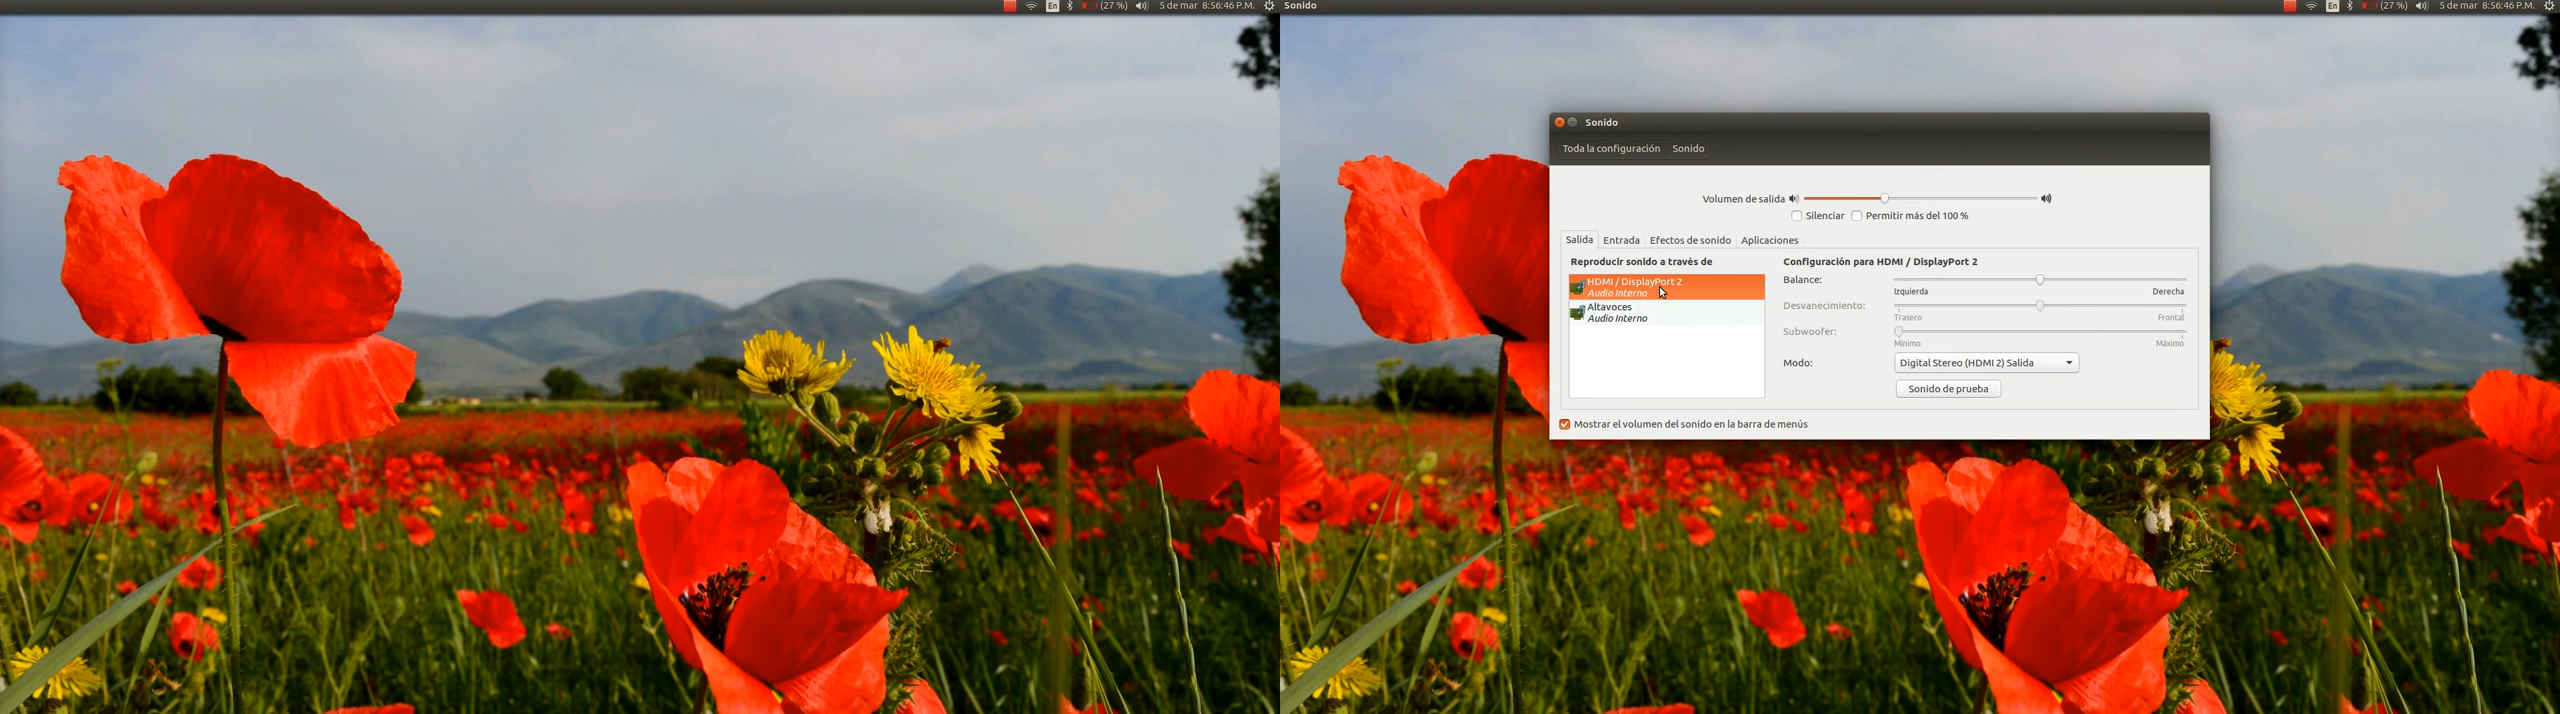 En (27 %) 5 de mar 8:56:46 P.M.
Sonido En (27 %) 5 de mar 8:56:46 P.M.
Sonido
Toda la configuración Sonido
Volumen de salida
Silenciar Permitir más del 100 %
Salida Entrada Efectos de sonido Aplicaciones
Reproducir sonido a través de
HDMI / DisplayPort 2
Audio Interno
Altavoces
Audio Interno
Configuración para HDMI / DisplayPort 2
Balance:
Izquierda Derecha
Desvanecimiento:
Trasero Frontal
Subwoofer:
Mínimo Máximo
Modo: Digital Stereo (HDMI 2) Salida
Sonido de prueba
Mostrar el volumen del sonido en la barra de menús